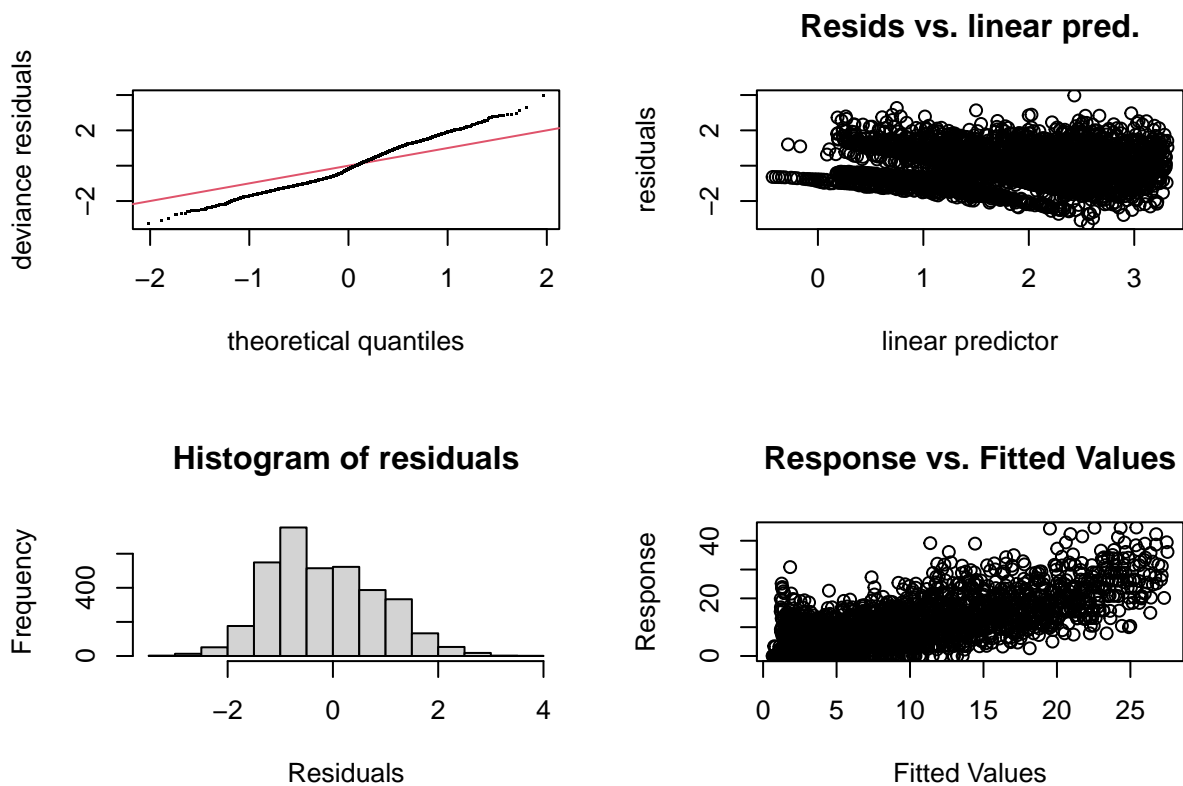 deviance residuals
2
−2
−2 −1 0 1 2
theoretical quantiles
Resids vs. linear pred.
residuals
2
−2
0 1 2 3
linear predictor
Histogram of residuals
Frequency
400
0
−2 0 2 4
Residuals
Response vs. Fitted Values
Response
40
20
0
0 5 10 15 20 25
Fitted Values